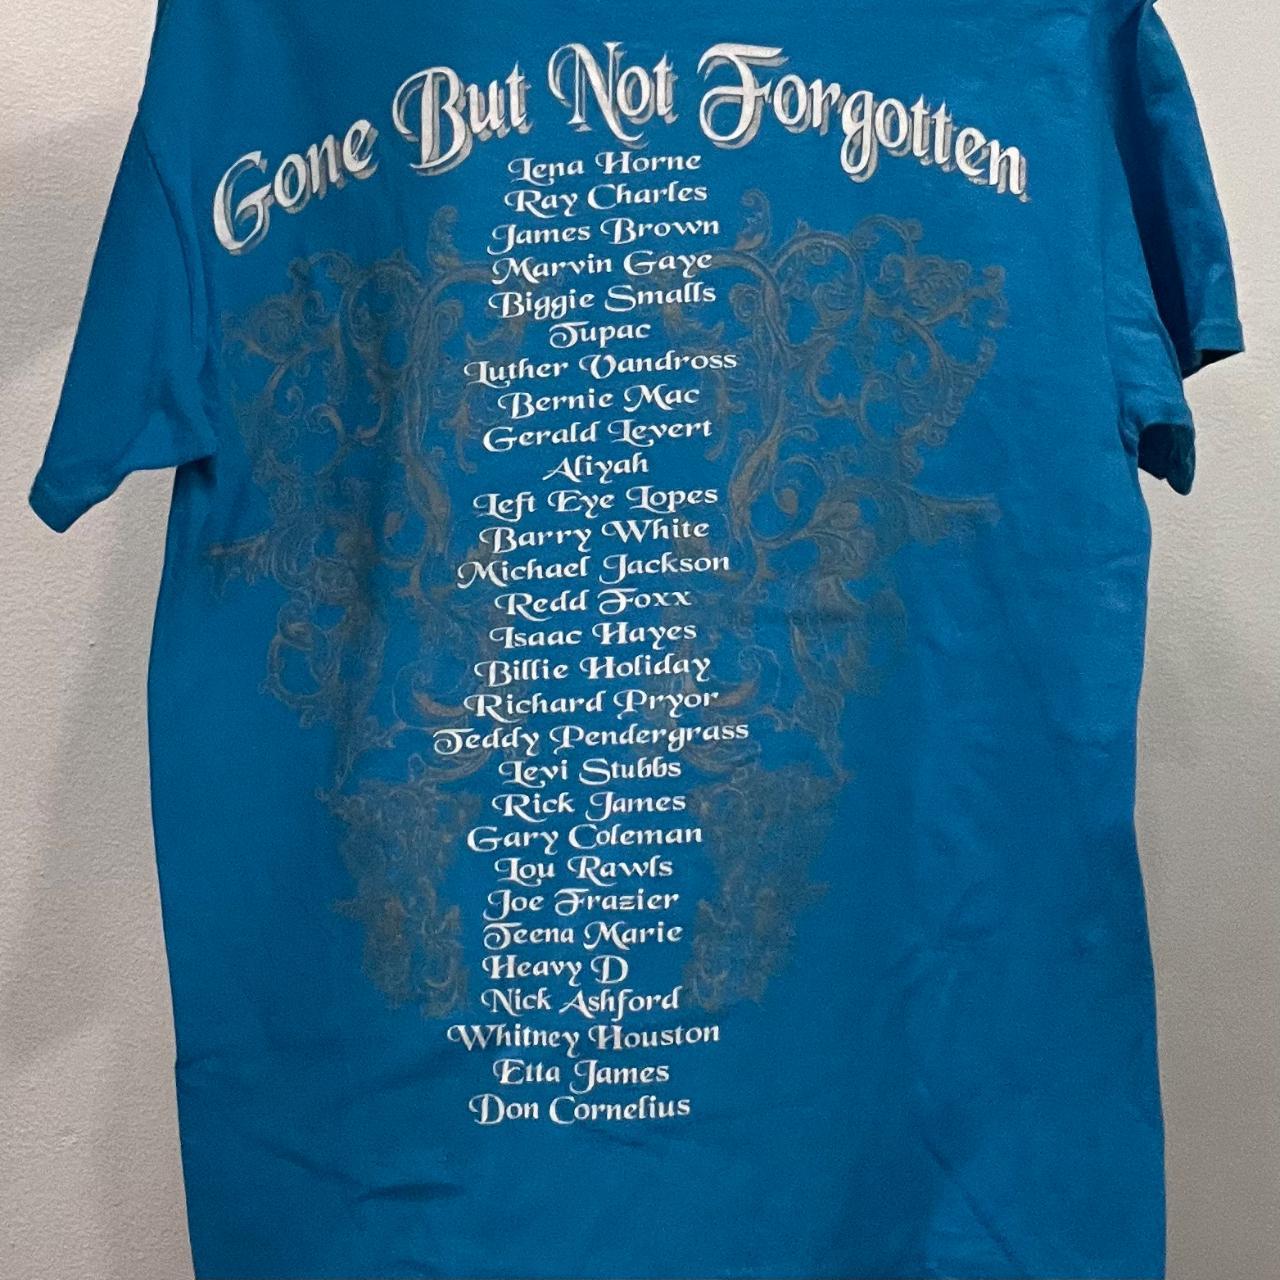 Gone But Not Forgotten
Lena Horne
Ray Charles
James Brown
Marvin Gaye
Biggie Smalls
Tupac
Luther Vandross
Bernie Mac
Gerald Levert
Aliyah
Left Eye Lopes
Barry White
Michael Jackson
Redd Foxx
Isaac Hayes
Billie Holiday
Richard Pryor
Teddy Pendergrass
Levi Stubbs
Rick James
Gary Coleman
Lou Rawls
Joe Frazier
Teena Marie
Heavy D
Nick Ashford
Whitney Houston
Etta James
Don Cornelius